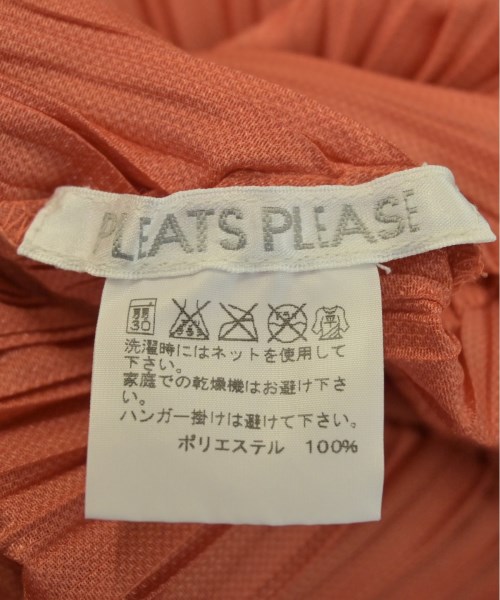 PLEATS PLEASE
弱 30
洗濯時にはネットを使用して
下さい。
家庭での乾燥機はお避け下さ
い。
ハンガー掛けは避けて下さい。
ポリエステル 100%